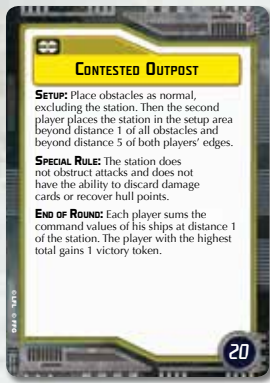 CONTESTED OUTPOST
SETUP: Place obstacles as normal,
excluding the station. Then the second
player places the station in the setup area
beyond distance 1 of all obstacles and
beyond distance 5 of both players' edges.
SPECIAL RULE: The station does
not obstruct attacks and does not
have the ability to discard damage
cards or recover hull points.
END OF ROUND: Each player sums the
command values of his ships at distance 1
of the station. The player with the highest
total gains 1 victory token.
© LFL © FFG
20